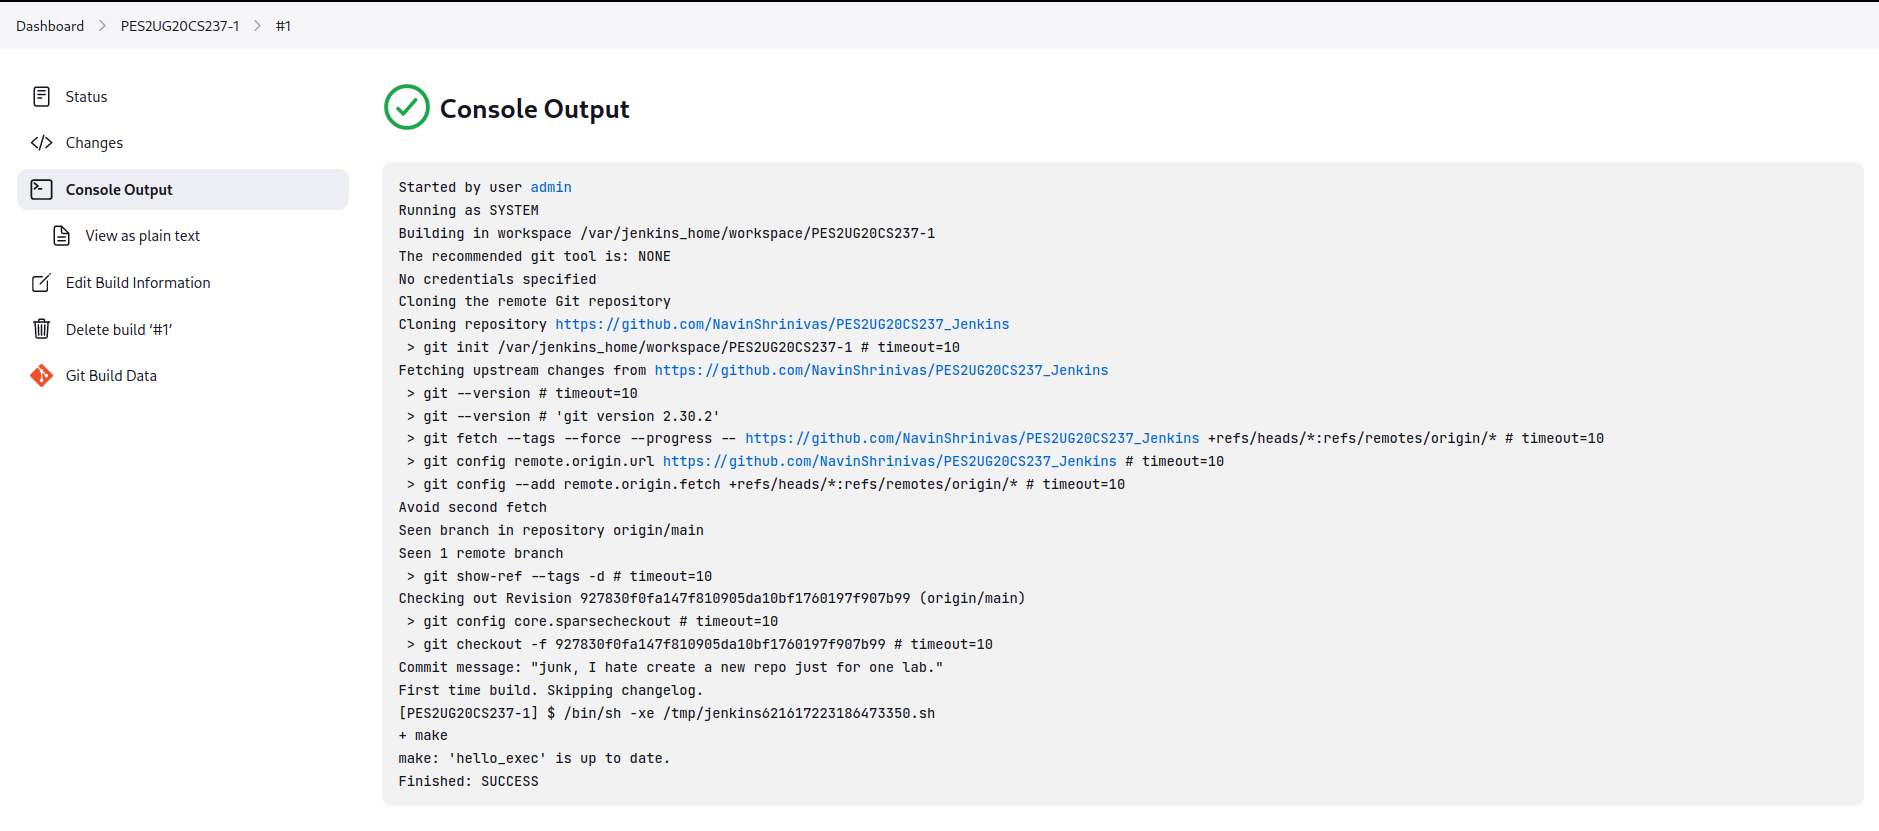 Dashboard > PES2UG20CS237-1 > #1
Status
Changes
Console Output
View as plain text
Edit Build Information
Delete build ‘#1’
Git Build Data
Console Output
Started by user admin
Running as SYSTEM
Building in workspace /var/jenkins_home/workspace/PES2UG20CS237-1
The recommended git tool is: NONE
No credentials specified
Cloning the remote Git repository
Cloning repository https://github.com/NavinShrinivas/PES2UG20CS237_Jenkins
 > git init /var/jenkins_home/workspace/PES2UG20CS237-1 # timeout=10
Fetching upstream changes from https://github.com/NavinShrinivas/PES2UG20CS237_Jenkins
 > git --version # timeout=10
 > git --version # 'git version 2.30.2'
 > git fetch --tags --force --progress -- https://github.com/NavinShrinivas/PES2UG20CS237_Jenkins +refs/heads/*:refs/remotes/origin/* # timeout=10
 > git config remote.origin.url https://github.com/NavinShrinivas/PES2UG20CS237_Jenkins # timeout=10
 > git config --add remote.origin.fetch +refs/heads/*:refs/remotes/origin/* # timeout=10
Avoid second fetch
Seen branch in repository origin/main
Seen 1 remote branch
 > git show-ref --tags -d # timeout=10
Checking out Revision 927830f0fa147f810905da10bf1760197f907b99 (origin/main)
 > git config core.sparsecheckout # timeout=10
 > git checkout -f 927830f0fa147f810905da10bf1760197f907b99 # timeout=10
Commit message: "junk, I hate create a new repo just for one lab."
First time build. Skipping changelog.
[PES2UG20CS237-1] $ /bin/sh -xe /tmp/jenkins621617223186473350.sh
+ make
make: 'hello_exec' is up to date.
Finished: SUCCESS